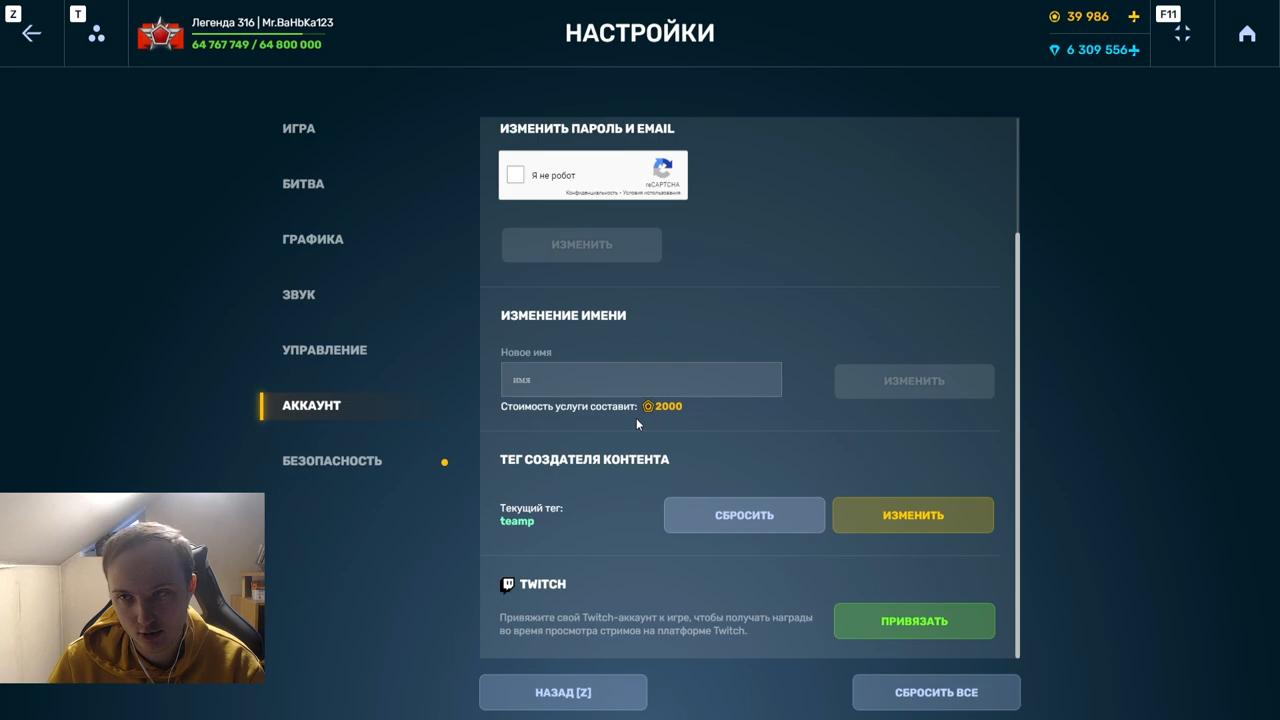 Z
T
Легенда 316 | Mr.BaHbKa123
64 767 749 / 64 800 000
НАСТРОЙКИ
39 986
6 309 556
F11
ИГРА
БИТВА
ГРАФИКА
ЗВУК
УПРАВЛЕНИЕ
АККАУНТ
БЕЗОПАСНОСТЬ
ИЗМЕНИТЬ ПАРОЛЬ И EMAIL
Я не робот
reCAPTCHA
Конфиденциальность - Условия использования
ИЗМЕНИТЬ
ИЗМЕНЕНИЕ ИМЕНИ
Новое имя
имя
ИЗМЕНИТЬ
Стоимость услуги составит: 2000
ТЕГ СОЗДАТЕЛЯ КОНТЕНТА
Текущий тег:
teamp
СБРОСИТЬ
ИЗМЕНИТЬ
TWITCH
Привяжите свой Twitch-аккаунт к игре, чтобы получать награды
во время просмотра стримов на платформе Twitch.
ПРИВЯЗАТЬ
НАЗАД [Z]
СБРОСИТЬ ВСЕ